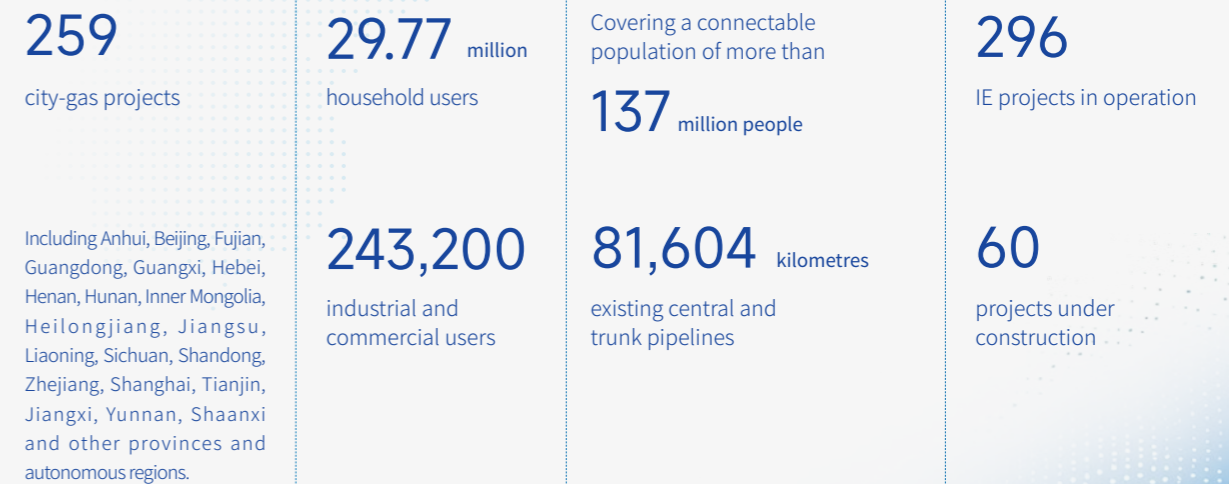 259
city-gas projects
Including Anhui, Beijing, Fujian,
Guangdong, Guangxi, Hebei,
Henan, Hunan, Inner Mongolia,
Heilongjiang, Jiangsu,
Liaoning, Sichuan, Shandong,
Zhejiang, Shanghai, Tianjin,
Jiangxi, Yunnan, Shaanxi
and other provinces and
autonomous regions.
29.77 million
household users
243,200
industrial and
commercial users
Covering a connectable
population of more than
137 million people
81,604 kilometres
existing central and
trunk pipelines
296
IE projects in operation
60
projects under
construction